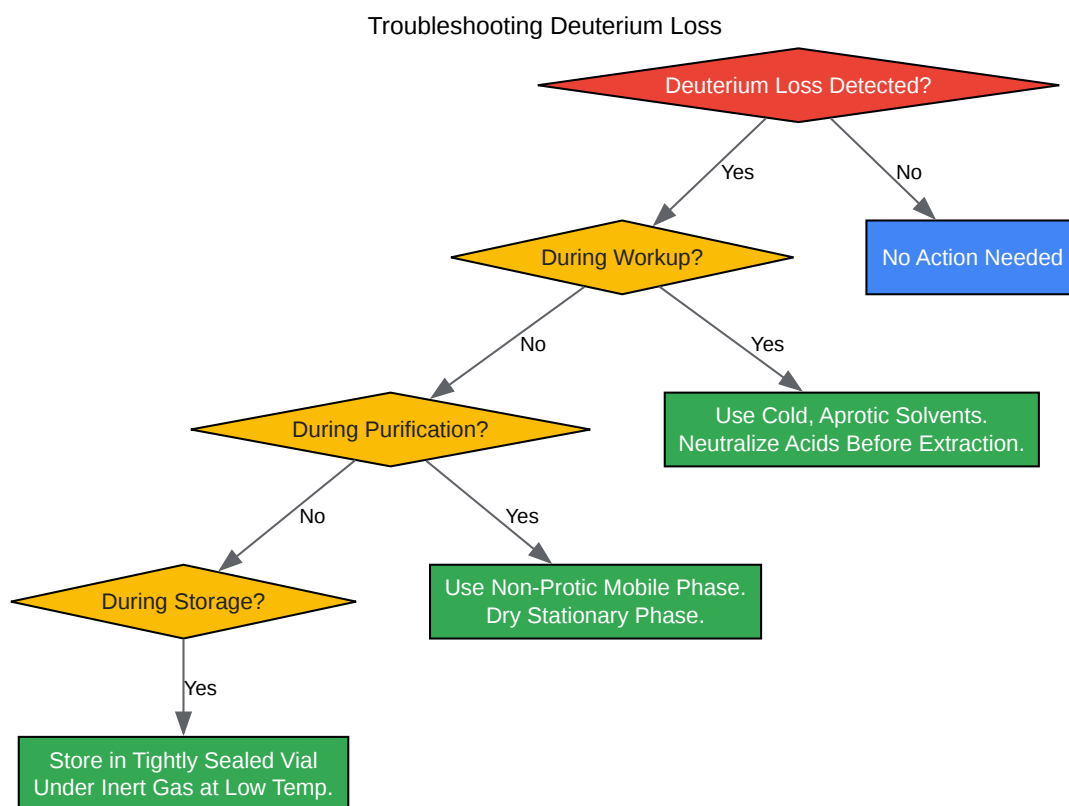 Troubleshooting Deuterium Loss
Deuterium Loss Detected?
Yes
No
During Workup?
No Action Needed
No
Yes
During Purification?
Use Cold, Aprotic Solvents.
Neutralize Acids Before Extraction.
No
Yes
During Storage?
Use Non-Protic Mobile Phase.
Dry Stationary Phase.
Yes
Store in Tightly Sealed Vial
Under Inert Gas at Low Temp.